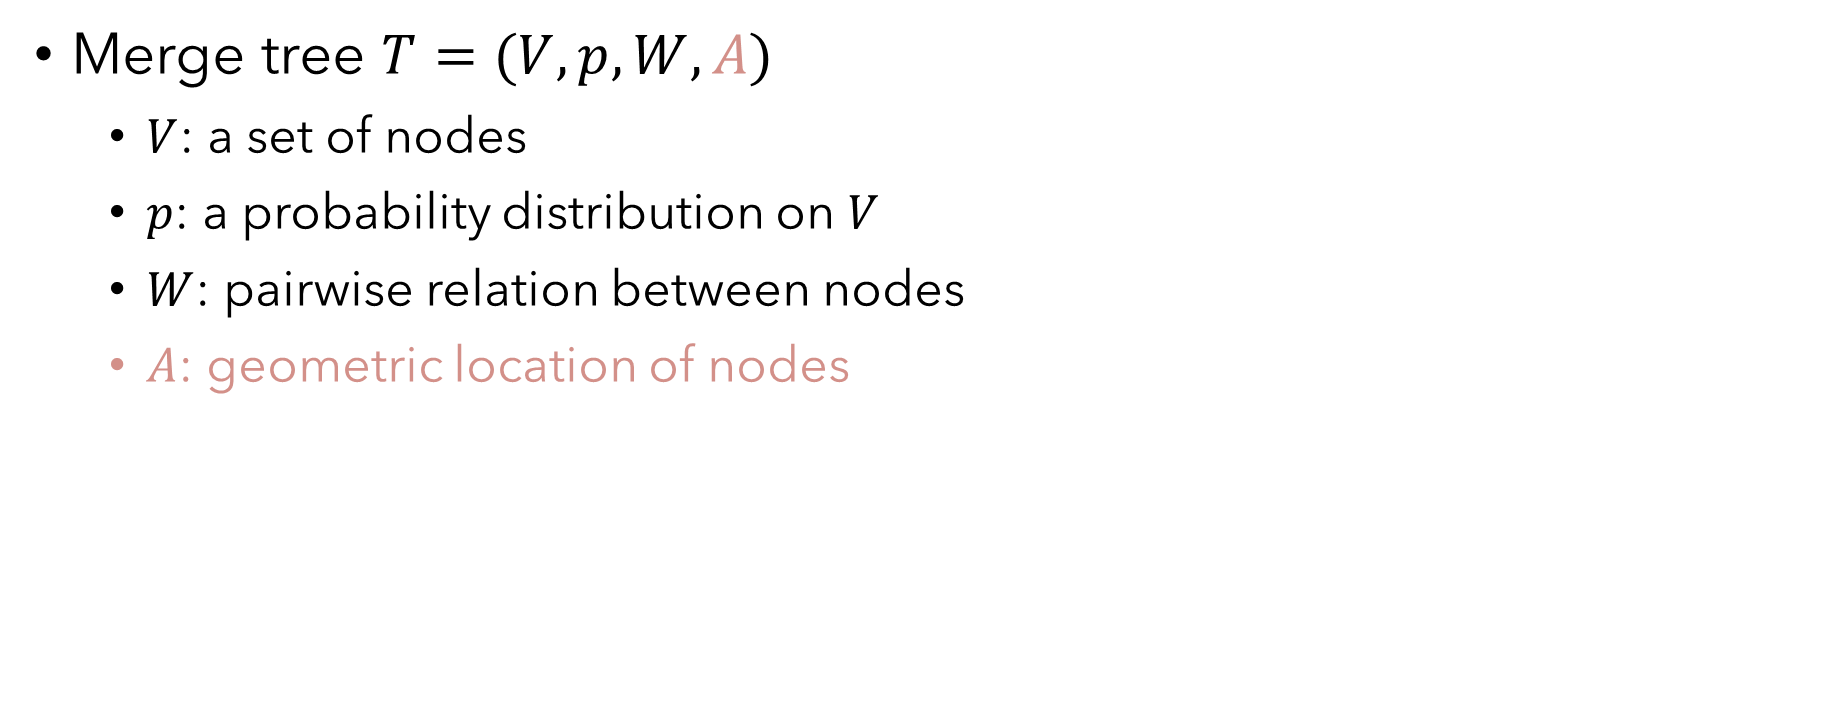 • Merge tree 𝑇 = (𝑉, 𝑝, 𝑊, 𝐴)
• 𝑉: a set of nodes
• 𝑝: a probability distribution on 𝑉
• 𝑊: pairwise relation between nodes
• 𝐴: geometric location of nodes